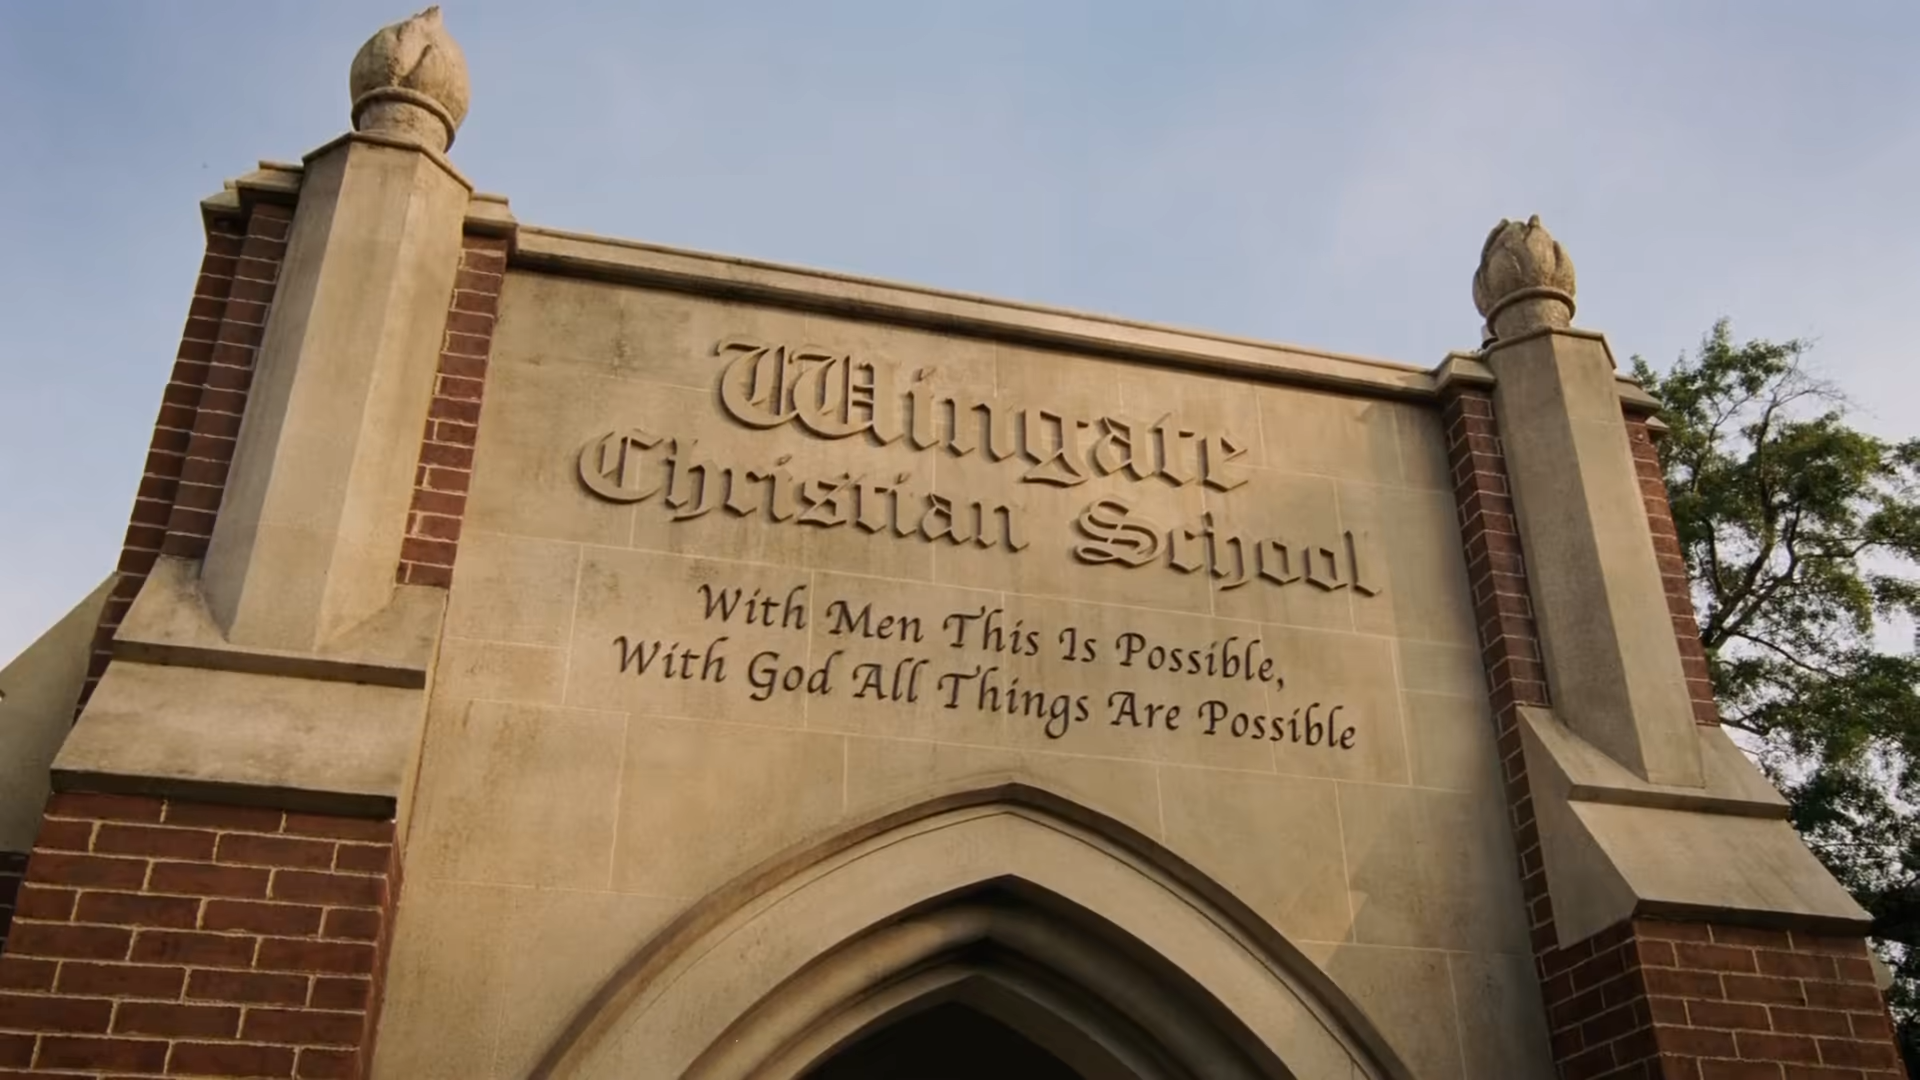 Wingate
Christian School
With Men This Is Possible,
With God All Things Are Possible